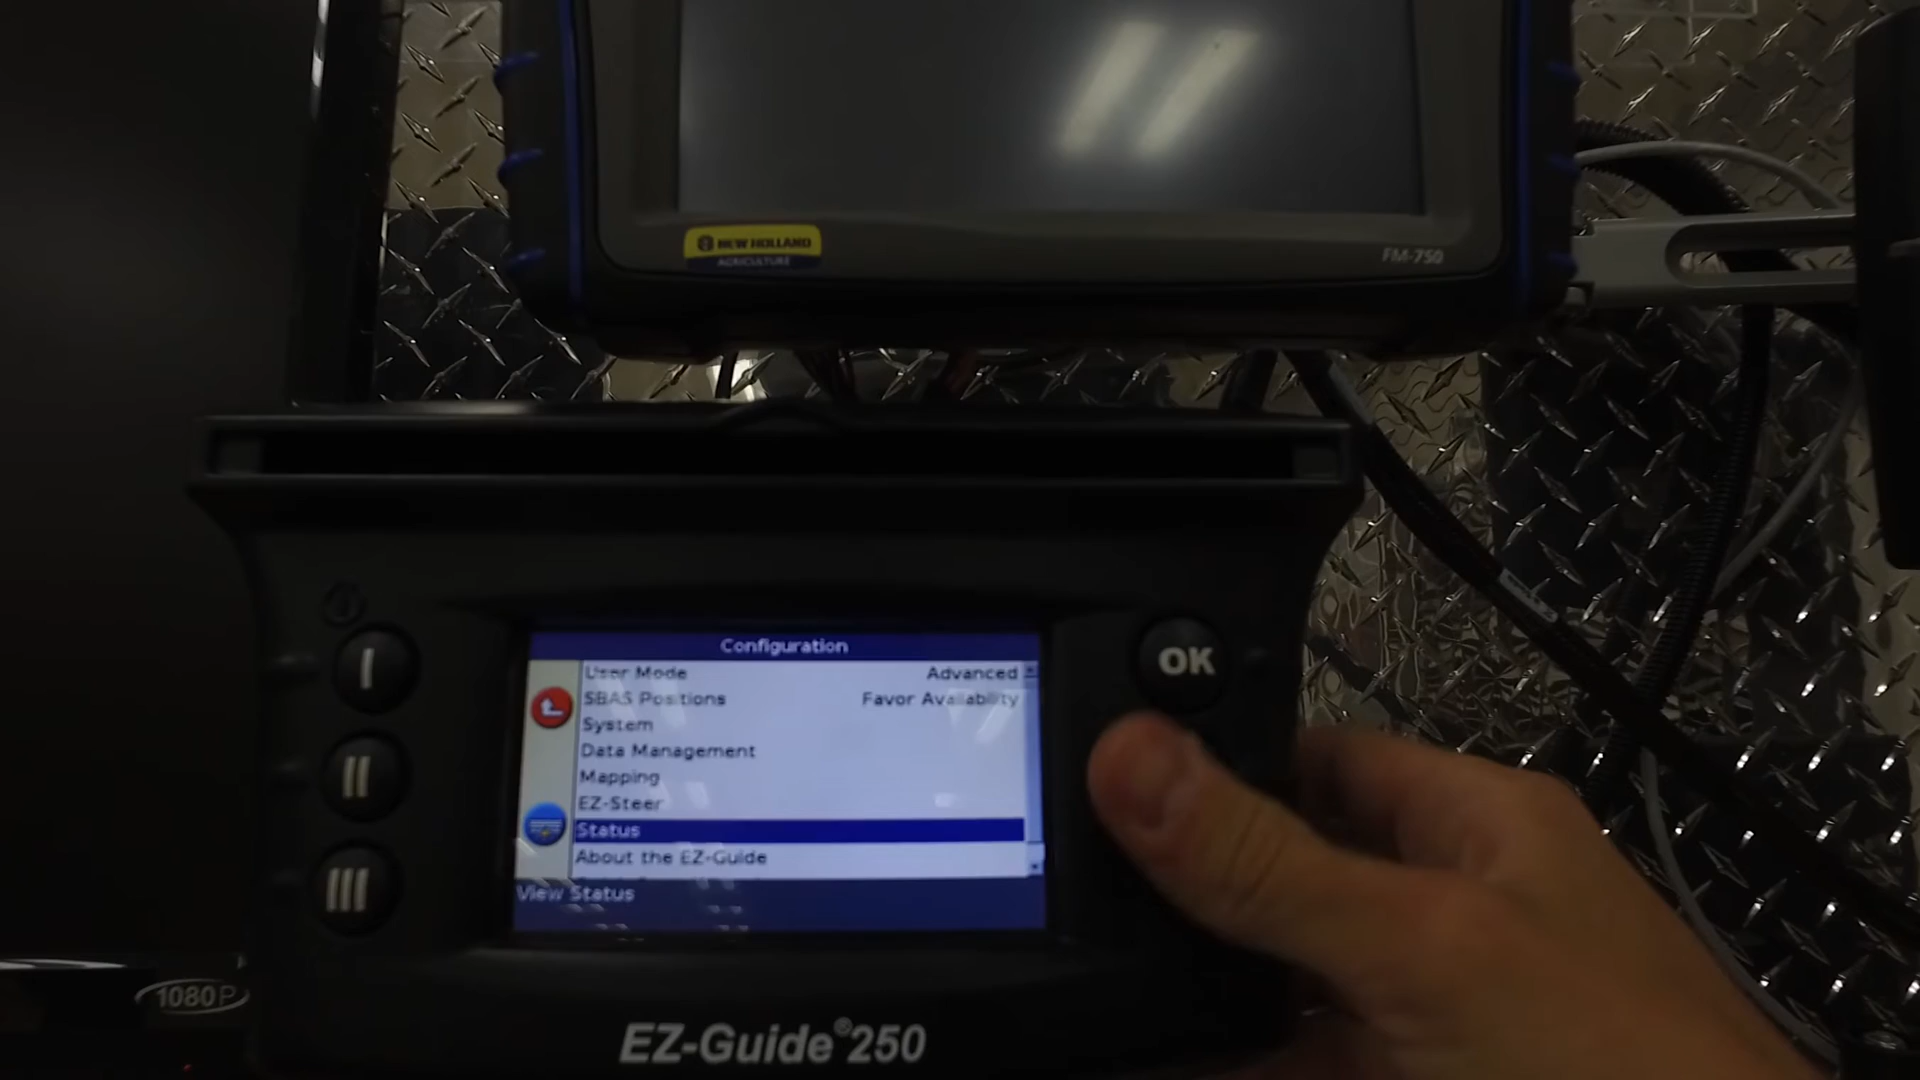 NEW HOLLAND
AGRICULTURE
FM-750
Configuration
User Mode Advanced
SBAS Positions Favor Availability
System
Data Management
Mapping
EZ-Steer
Status
About the EZ-Guide
View Status
I
II
III
OK
1080P
EZ-Guide®250